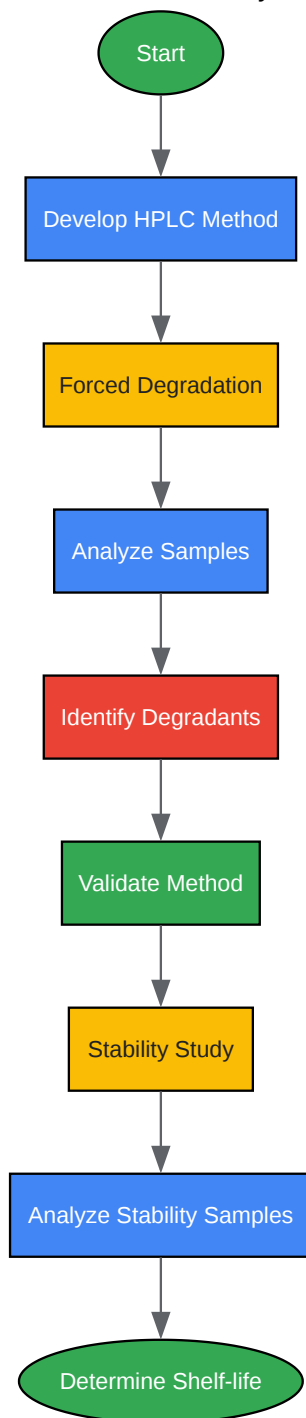 Start
Develop HPLC Method
Forced Degradation
Analyze Samples
Identify Degradants
Validate Method
Stability Study
Analyze Stability Samples
Determine Shelf-life